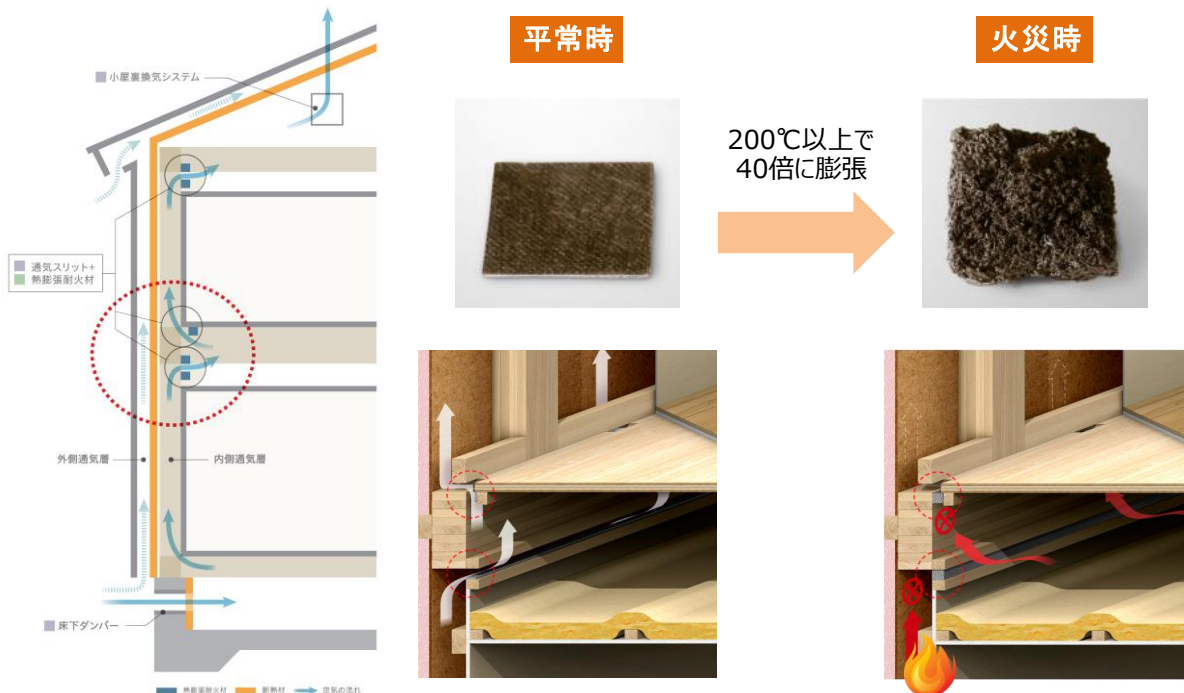 平常時
火災時
小屋裏換気システム
200℃以上で
40倍に膨張
通気スリット+
熱膨張耐火材
外側通気層
内側通気層
床下ダンパー
熱膨張耐火材
断熱材
空気の流れ